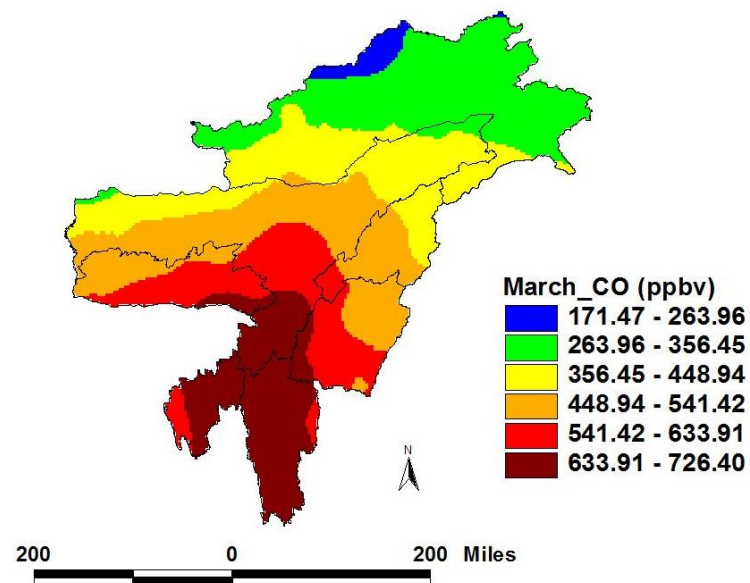 N
March_CO (ppbv)
171.47 - 263.96
263.96 - 356.45
356.45 - 448.94
448.94 - 541.42
541.42 - 633.91
633.91 - 726.40
200 0 200 Miles